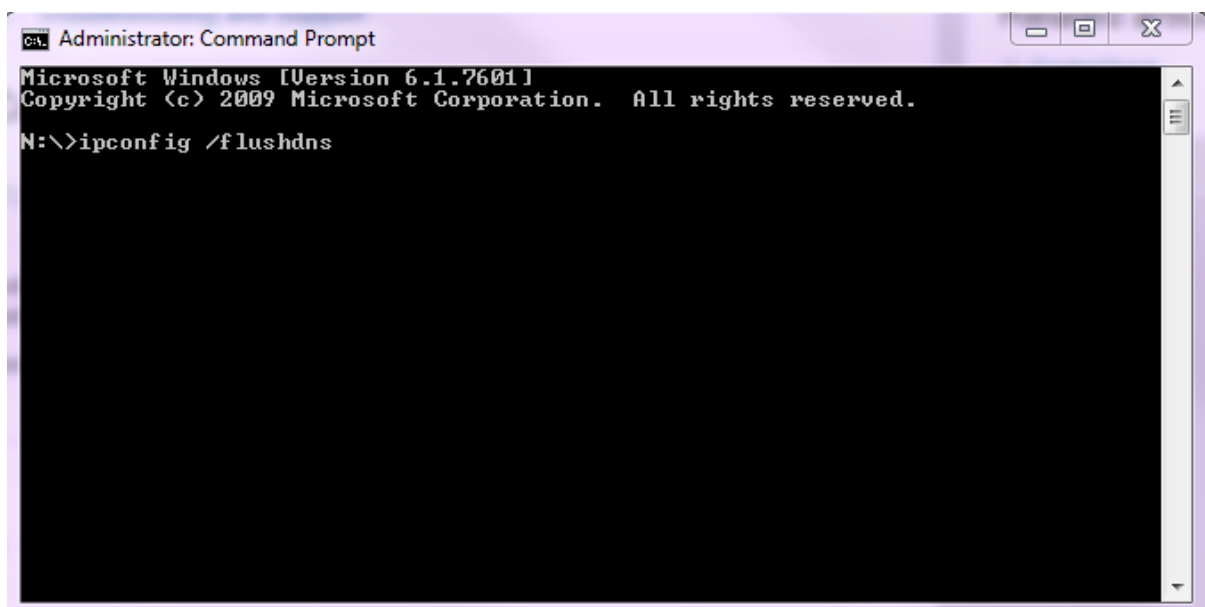 Administrator: Command Prompt
Microsoft Windows [Version 6.1.7601]
Copyright (c) 2009 Microsoft Corporation.  All rights reserved.
N:\>ipconfig /flushdns